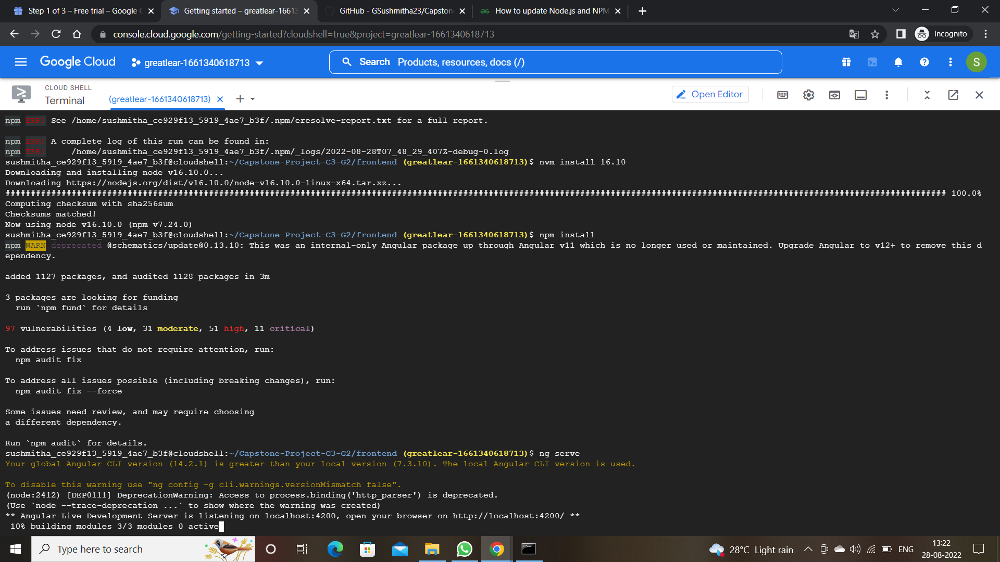 Step 1 of 3 – Free trial – Google C
Getting started – greatlear-16613
GitHub - GSushmitha23/Capston
How to update Node.js and NPM
console.cloud.google.com/getting-started?cloudshell=true&project=greatlear-1661340618713
Incognito
Google Cloud
greatlear-1661340618713
Search Products, resources, docs (/)
S
CLOUD SHELL
Terminal
(greatlear-1661340618713)
Open Editor
npm ERR! See /home/sushmitha_ce929f13_5919_4ae7_b3f/.npm/eresolve-report.txt for a full report.
npm ERR! A complete log of this run can be found in:
npm ERR!     /home/sushmitha_ce929f13_5919_4ae7_b3f/.npm/_logs/2022-08-28T07_48_29_407Z-debug-0.log
sushmitha_ce929f13_5919_4ae7_b3f@cloudshell:~/Capstone-Project-C3-G2/frontend (greatlear-1661340618713)$ nvm install 16.10
Downloading and installing node v16.10.0...
Downloading https://nodejs.org/dist/v16.10.0/node-v16.10.0-linux-x64.tar.xz...
100.0%
Computing checksum with sha256sum
Checksums matched!
Now using node v16.10.0 (npm v7.24.0)
sushmitha_ce929f13_5919_4ae7_b3f@cloudshell:~/Capstone-Project-C3-G2/frontend (greatlear-1661340618713)$ npm install
npm WARN deprecated @schematics/update@0.13.10: This was an internal-only Angular package up through Angular v11 which is no longer used or maintained. Upgrade Angular to v12+ to remove this d
ependency.
added 1127 packages, and audited 1128 packages in 3m
3 packages are looking for funding
run `npm fund` for details
97 vulnerabilities (4 low, 31 moderate, 51 high, 11 critical)
To address issues that do not require attention, run:
npm audit fix
To address all issues possible (including breaking changes), run:
npm audit fix --force
Some issues need review, and may require choosing
a different dependency.
Run `npm audit` for details.
sushmitha_ce929f13_5919_4ae7_b3f@cloudshell:~/Capstone-Project-C3-G2/frontend (greatlear-1661340618713)$ ng serve
Your global Angular CLI version (14.2.1) is greater than your local version (7.3.10). The local Angular CLI version is used.
To disable this warning use "ng config -g cli.warnings.versionMismatch false".
(node:2412) [DEP0111] DeprecationWarning: Access to process.binding('http_parser') is deprecated.
(Use `node --trace-deprecation ...` to show where the warning was created)
** Angular Live Development Server is listening on localhost:4200, open your browser on http://localhost:4200/ **
10% building modules 3/3 modules 0 active
Type here to search
28°C Light rain
ENG
13:22
28-08-2022